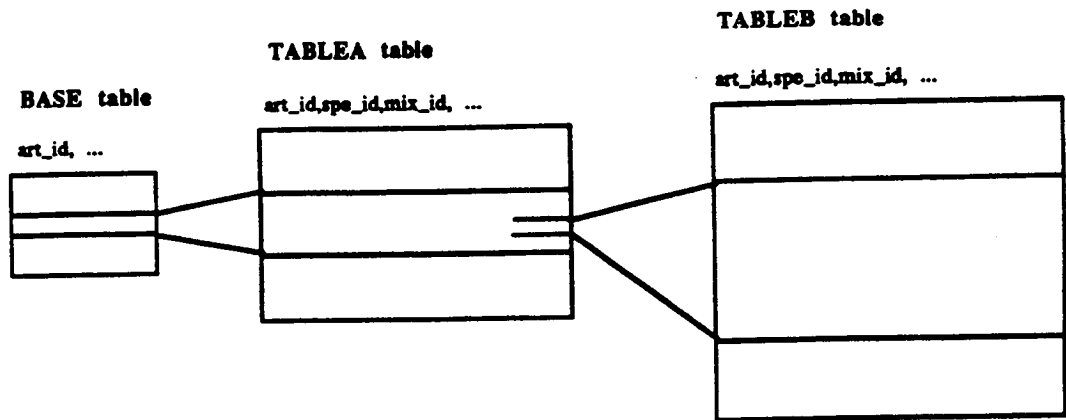 TABLEB table
TABLEA table
art_id,spe_id,mix_id, ...
BASE table
art_id,spe_id,mix_id, ...
art_id, ...